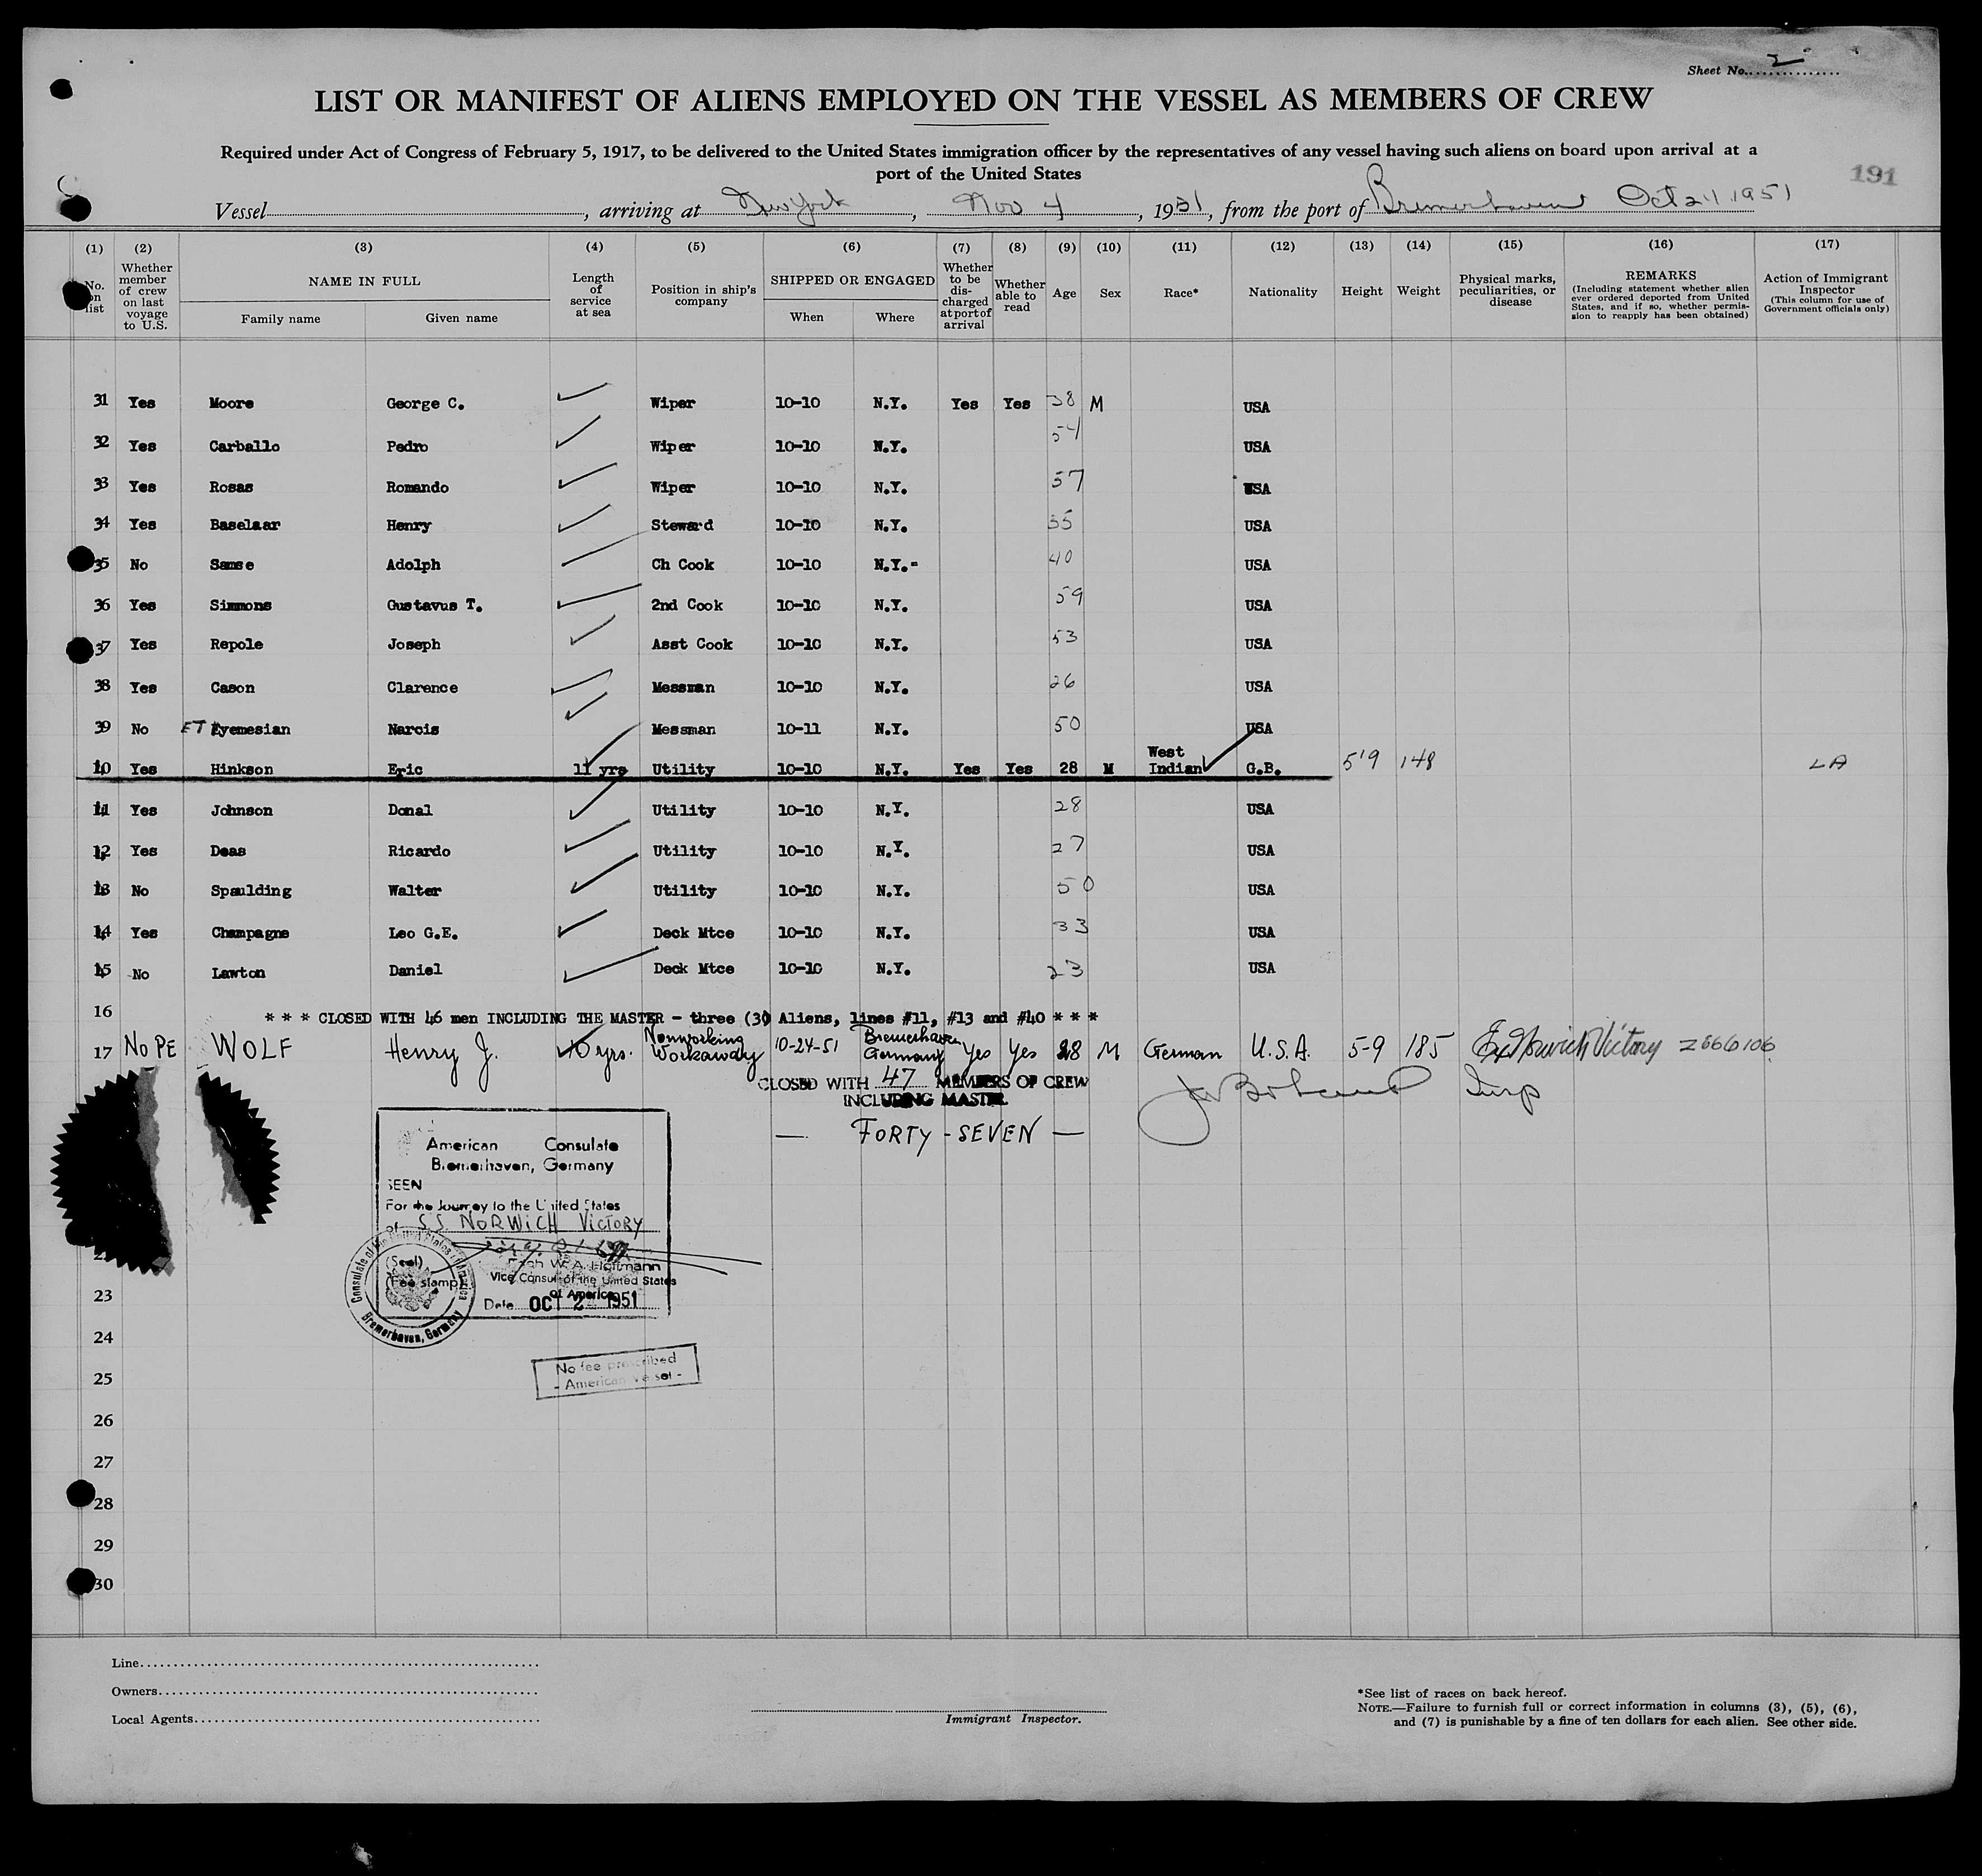 Sheet No. 2
LIST OR MANIFEST OF ALIENS EMPLOYED ON THE VESSEL AS MEMBERS OF CREW
Required under Act of Congress of February 5, 1917, to be delivered to the United States immigration officer by the representatives of any vessel having such aliens on board upon arrival at a
port of the United States
191
Vessel , arriving at New York , Nov 4 , 1951, from the port of Bremerhaven Oct 24 1951
(1) (2) (3) (4) (5) (6) (7) (8) (9) (10) (11) (12) (13) (14) (15) (16) (17)
No. on list
Whether member of crew on last voyage to U.S.
NAME IN FULL
Family name
Given name
Length of service at sea
Position in ship's company
SHIPPED OR ENGAGED
When
Where
Whether to be discharged at port of arrival
Whether able to read
Age
Sex
Race*
Nationality
Height
Weight
Physical marks, peculiarities, or disease
REMARKS
(Including statement whether alien ever ordered deported from United States, and if so, whether permission to reapply has been obtained)
Action of Immigrant Inspector
(This column for use of Government officials only)
31 Yes Moore George C. Wiper 10-10 N.Y. Yes Yes 38 M USA
32 Yes Carballo Pedro Wiper 10-10 N.Y. 54 USA
33 Yes Rosas Romando Wiper 10-10 N.Y. 57 USA
34 Yes Baselaar Henry Steward 10-10 N.Y. 35 USA
35 No Samse Adolph Ch Cook 10-10 N.Y.- 40 USA
36 Yes Simmons Gustavus T. 2nd Cook 10-10 N.Y. 59 USA
37 Yes Repole Joseph Asst Cook 10-10 N.Y. 53 USA
38 Yes Cason Clarence Messman 10-10 N.Y. 26 USA
39 No ET Eyemesian Narcis Messman 10-11 N.Y. 50 USA
40 Yes Hinkson Eric 11 yrs Utility 10-10 N.Y. Yes Yes 28 M West Indian G.B. 5'9 148 LA
41 Yes Johnson Donal Utility 10-10 N.Y. 28 USA
42 Yes Deas Ricardo Utility 10-10 N.Y. 27 USA
43 No Spaulding Walter Utility 10-10 N.Y. 50 USA
44 Yes Champagne Leo G.E. Deck Mtce 10-10 N.Y. 33 USA
45 No Lawton Daniel Deck Mtce 10-10 N.Y. 23 USA
16 * * * CLOSED WITH 46 men INCLUDING THE MASTER - three (3) Aliens, lines #11, #13 and #40 * * *
17 No PE WOLF Henry J. 10 yrs. Nonworking Workaway 10-24-51 Bremerhaven Germany Yes Yes 28 M German U.S.A. 5-9 185 Ex Norwich Victory Z666106
CLOSED WITH 47 MEMBERS OF CREW
INCLUDING MASTER
Insp
— FORTY-SEVEN —
American Consulate
Bremerhaven, Germany
SEEN
For the Journey to the United States
of S.S. NORWICH VICTORY
(Seal)
(Fee stamp)
W. A. Hoffmann
Vice Consul of the United States
of America
Date OCT 2 1951
Consulate of the United States of America
Bremerhaven, Germany
23
24
No fee prescribed
- American Vessel -
25
26
27
28
29
30
Line
Owners
Local Agents
Immigrant Inspector.
*See list of races on back hereof.
NOTE.—Failure to furnish full or correct information in columns (3), (5), (6),
and (7) is punishable by a fine of ten dollars for each alien. See other side.